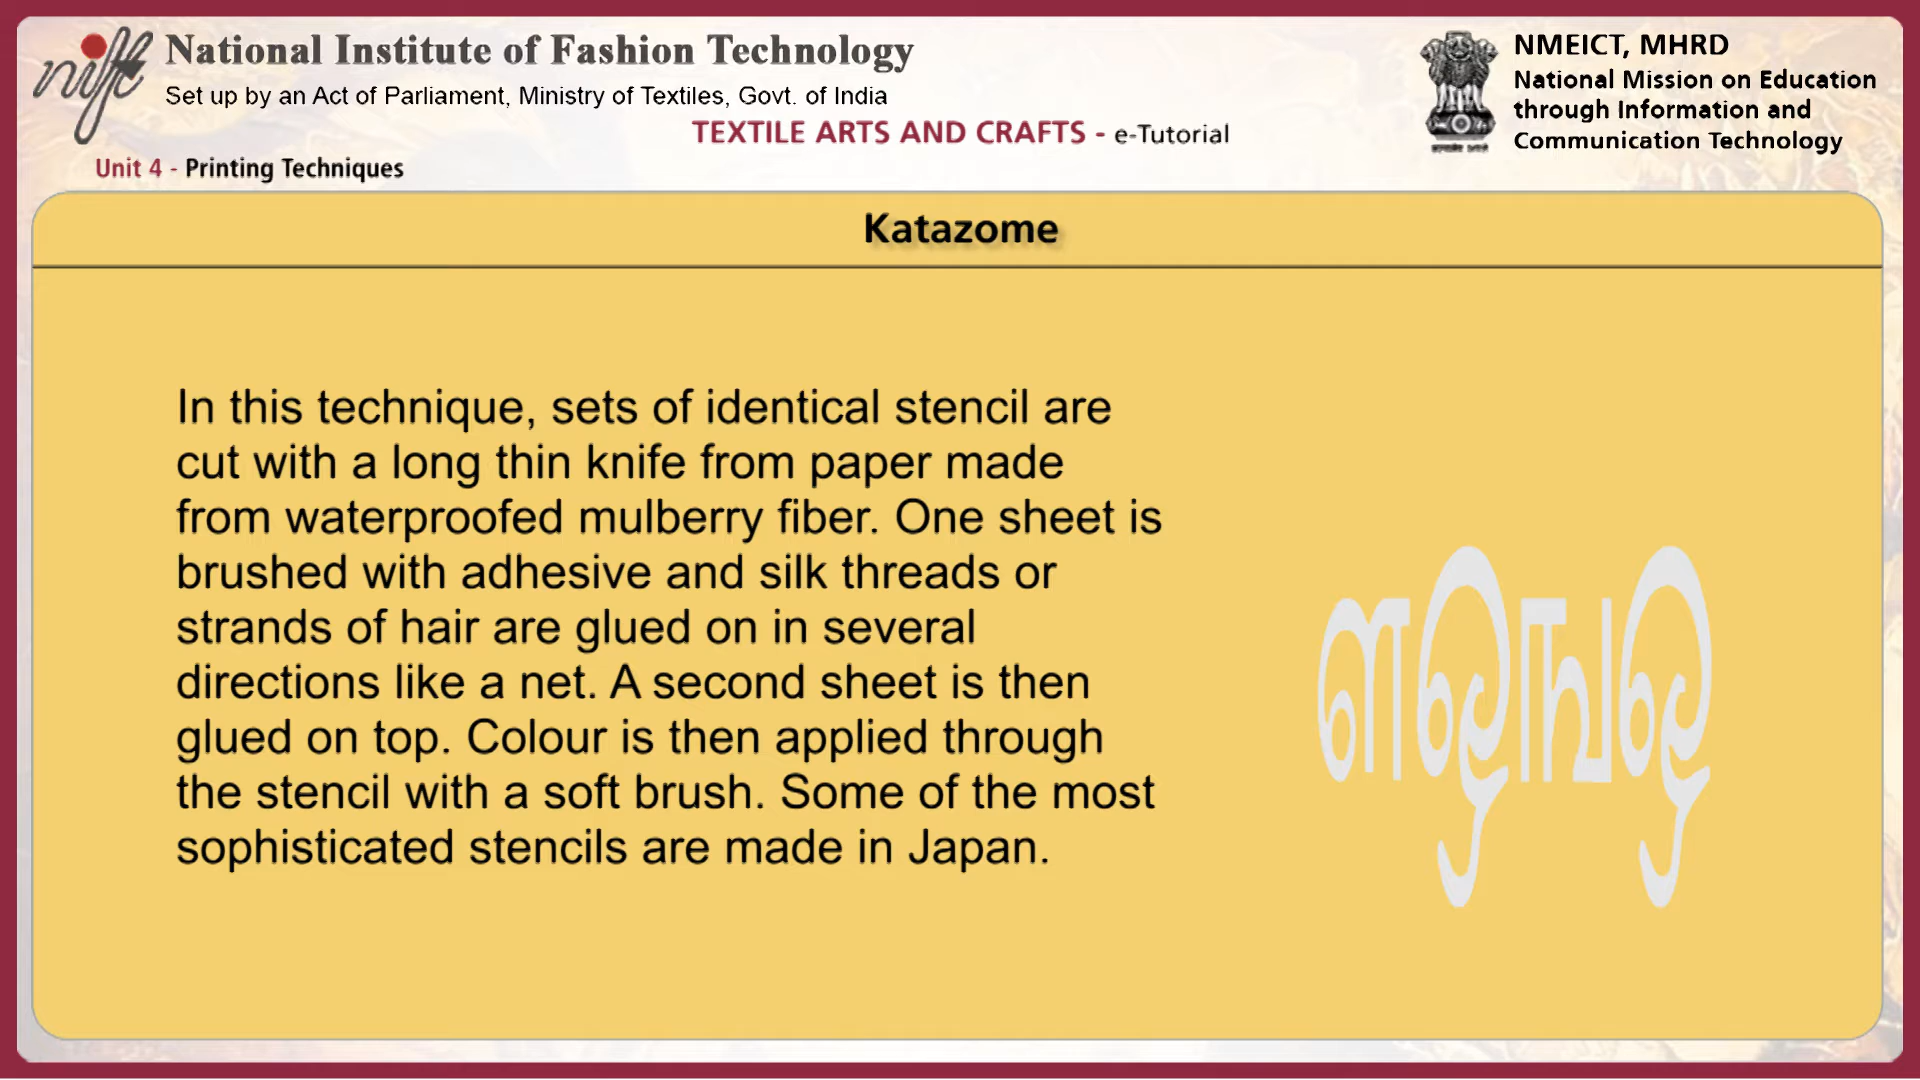 nift
National Institute of Fashion Technology
Set up by an Act of Parliament, Ministry of Textiles, Govt. of India
TEXTILE ARTS AND CRAFTS - e-Tutorial
NMEICT, MHRD
National Mission on Education
through Information and
Communication Technology
Unit 4 - Printing Techniques
Katazome
In this technique, sets of identical stencil are
cut with a long thin knife from paper made
from waterproofed mulberry fiber. One sheet is
brushed with adhesive and silk threads or
strands of hair are glued on in several
directions like a net. A second sheet is then
glued on top. Colour is then applied through
the stencil with a soft brush. Some of the most
sophisticated stencils are made in Japan.